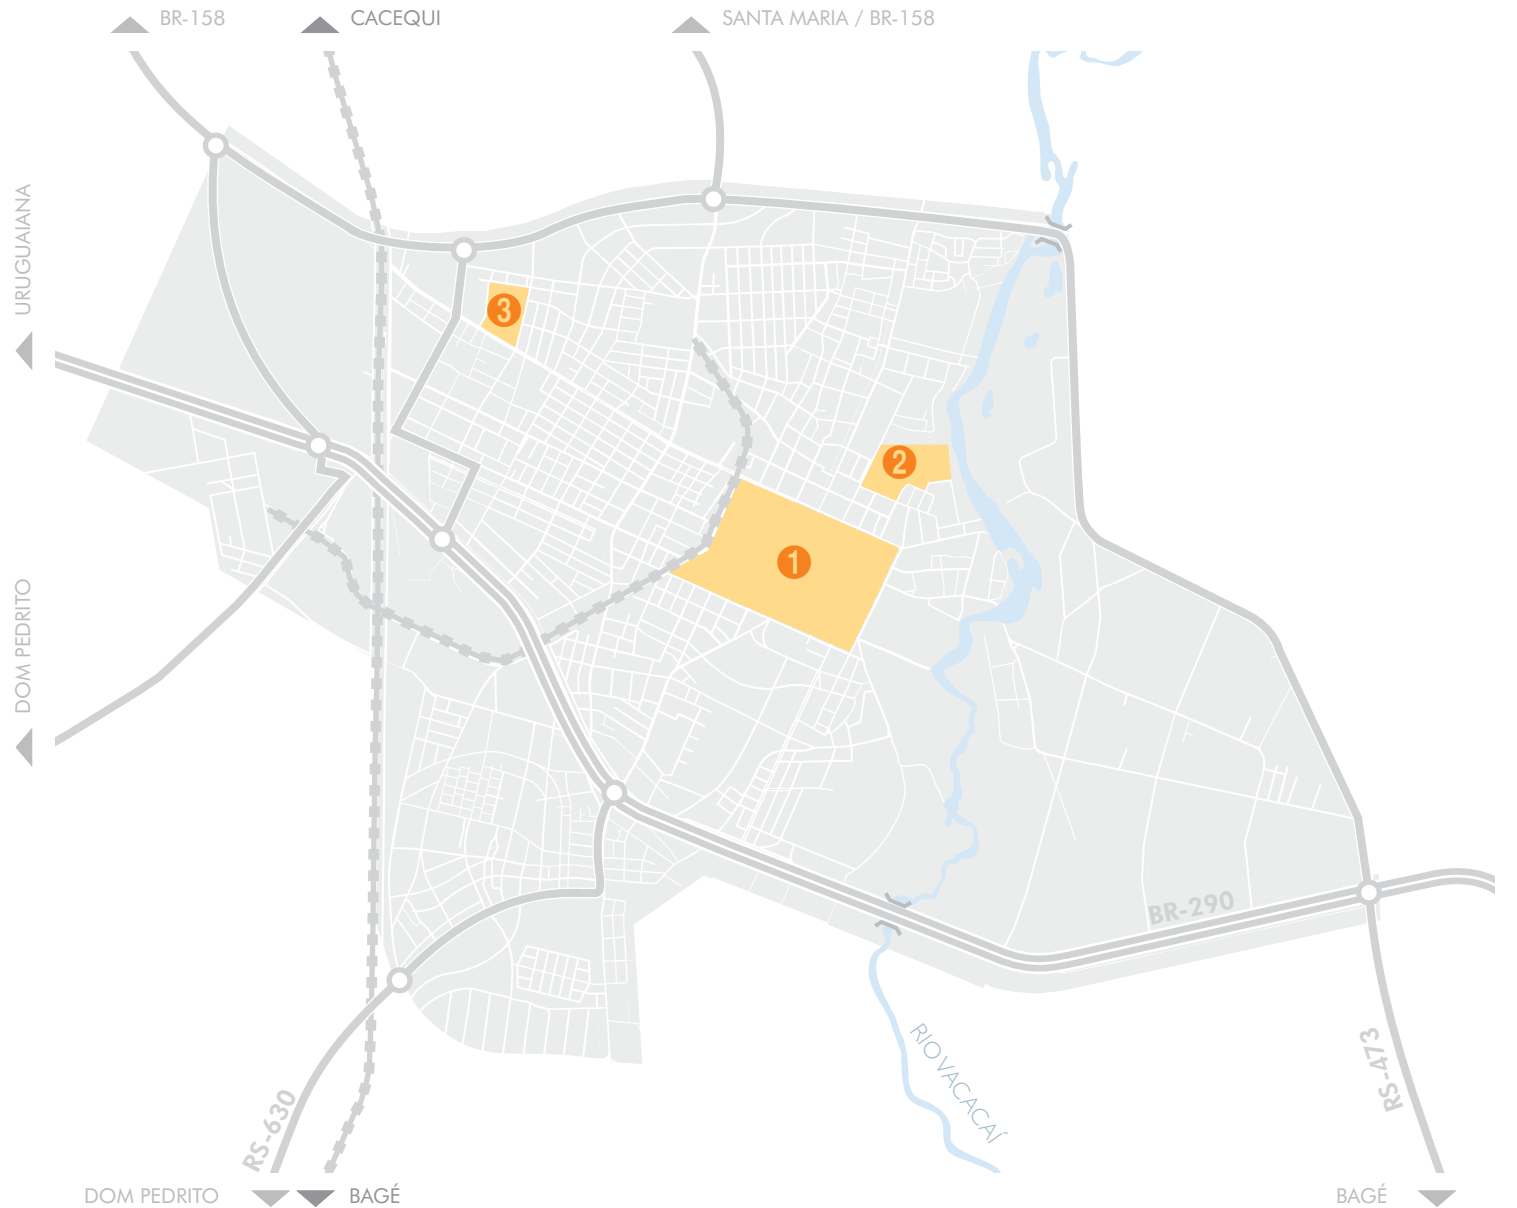 BR-158
CACEQUI
SANTA MARIA / BR-158
URUGUAIANA
3
2
1
DOM PEDRITO
BR-290
RIO VACACAÍ
RS-473
RS-630
DOM PEDRITO
BAGÉ
BAGÉ